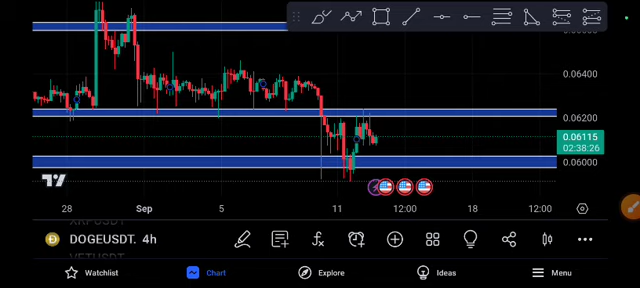 0.06400
0.06200
0.06115
02:38:26
0.06000
28 Sep 5 11 12:00 18 12:00
DOGEUSDT. 4h
Watchlist Chart Explore Ideas Menu